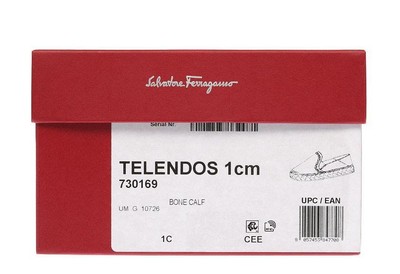 Salvatore Ferragamo
Serial Nr.
TELENDOS 1cm
730169
BONE CALF
UM G 10726
UPC / EAN
1C
CEE